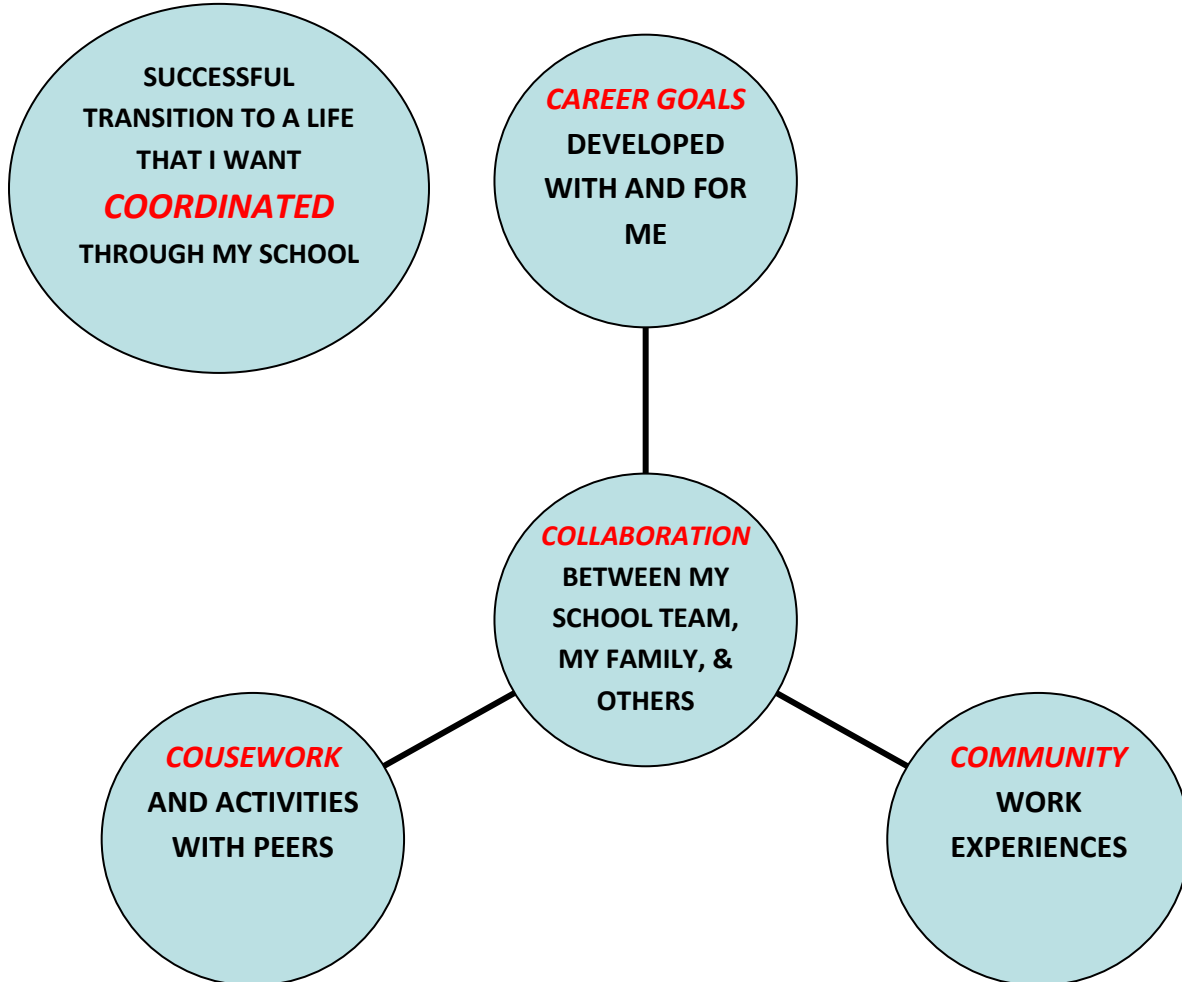 SUCCESSFUL
TRANSITION TO A LIFE
THAT I WANT
COORDINATED
THROUGH MY SCHOOL
CAREER GOALS
DEVELOPED
WITH AND FOR
ME
COLLABORATION
BETWEEN MY
SCHOOL TEAM,
MY FAMILY, &
OTHERS
COUSEWORK
AND ACTIVITIES
WITH PEERS
COMMUNITY
WORK
EXPERIENCES